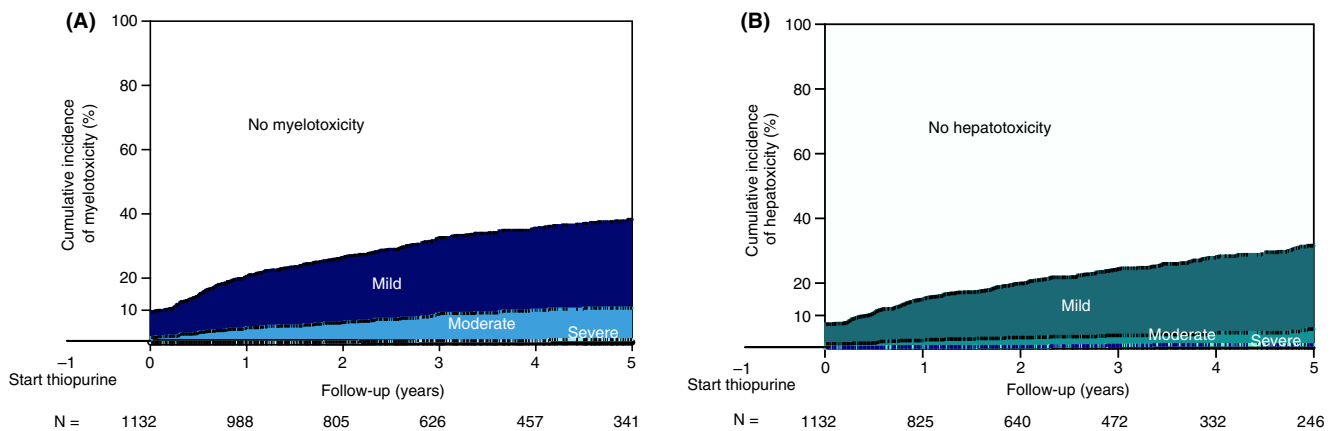 (A)
100
80
60
40
20
10
Cumulative incidence
of myelotoxicity (%)
No myelotoxicity
Mild
Moderate
Severe
–1
0
1
2
3
4
5
Start thiopurine
Follow-up (years)
N = 1132 988 805 626 457 341
(B)
100
80
60
40
20
10
Cumulative incidence
of hepatoxicity (%)
No hepatotoxicity
Mild
Moderate
Severe
–1
0
1
2
3
4
5
Start thiopurine
Follow-up (years)
N = 1132 825 640 472 332 246